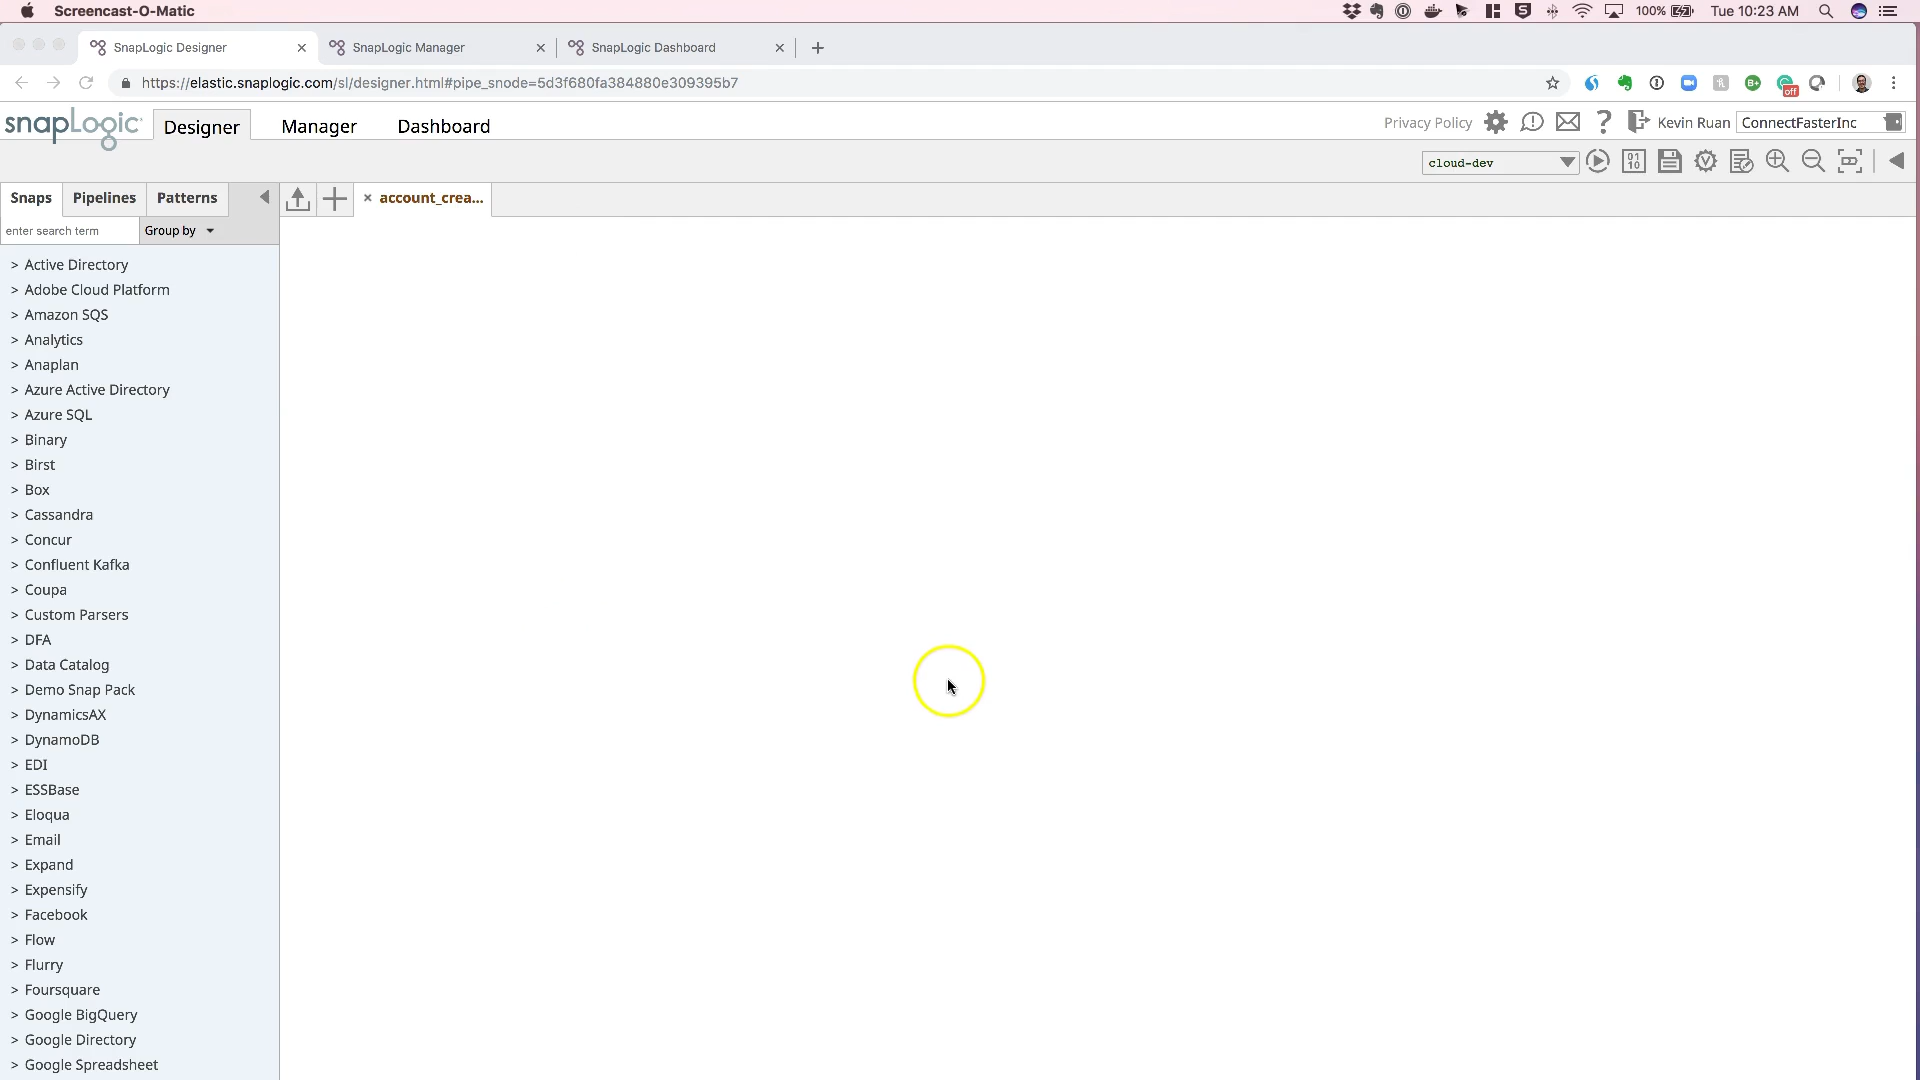 Screencast-O-Matic
100%
Tue 10:23 AM
SnapLogic Designer
SnapLogic Manager
SnapLogic Dashboard
https://elastic.snaplogic.com/sl/designer.html#pipe_snode=5d3f680fa384880e309395b7
off
snapLogic
Designer
Manager
Dashboard
Privacy Policy
Kevin Ruan
ConnectFasterInc
cloud-dev
Snaps
Pipelines
Patterns
account_crea...
enter search term
Group by
> Active Directory
> Adobe Cloud Platform
> Amazon SQS
> Analytics
> Anaplan
> Azure Active Directory
> Azure SQL
> Binary
> Birst
> Box
> Cassandra
> Concur
> Confluent Kafka
> Coupa
> Custom Parsers
> DFA
> Data Catalog
> Demo Snap Pack
> DynamicsAX
> DynamoDB
> EDI
> ESSBase
> Eloqua
> Email
> Expand
> Expensify
> Facebook
> Flow
> Flurry
> Foursquare
> Google BigQuery
> Google Directory
> Google Spreadsheet